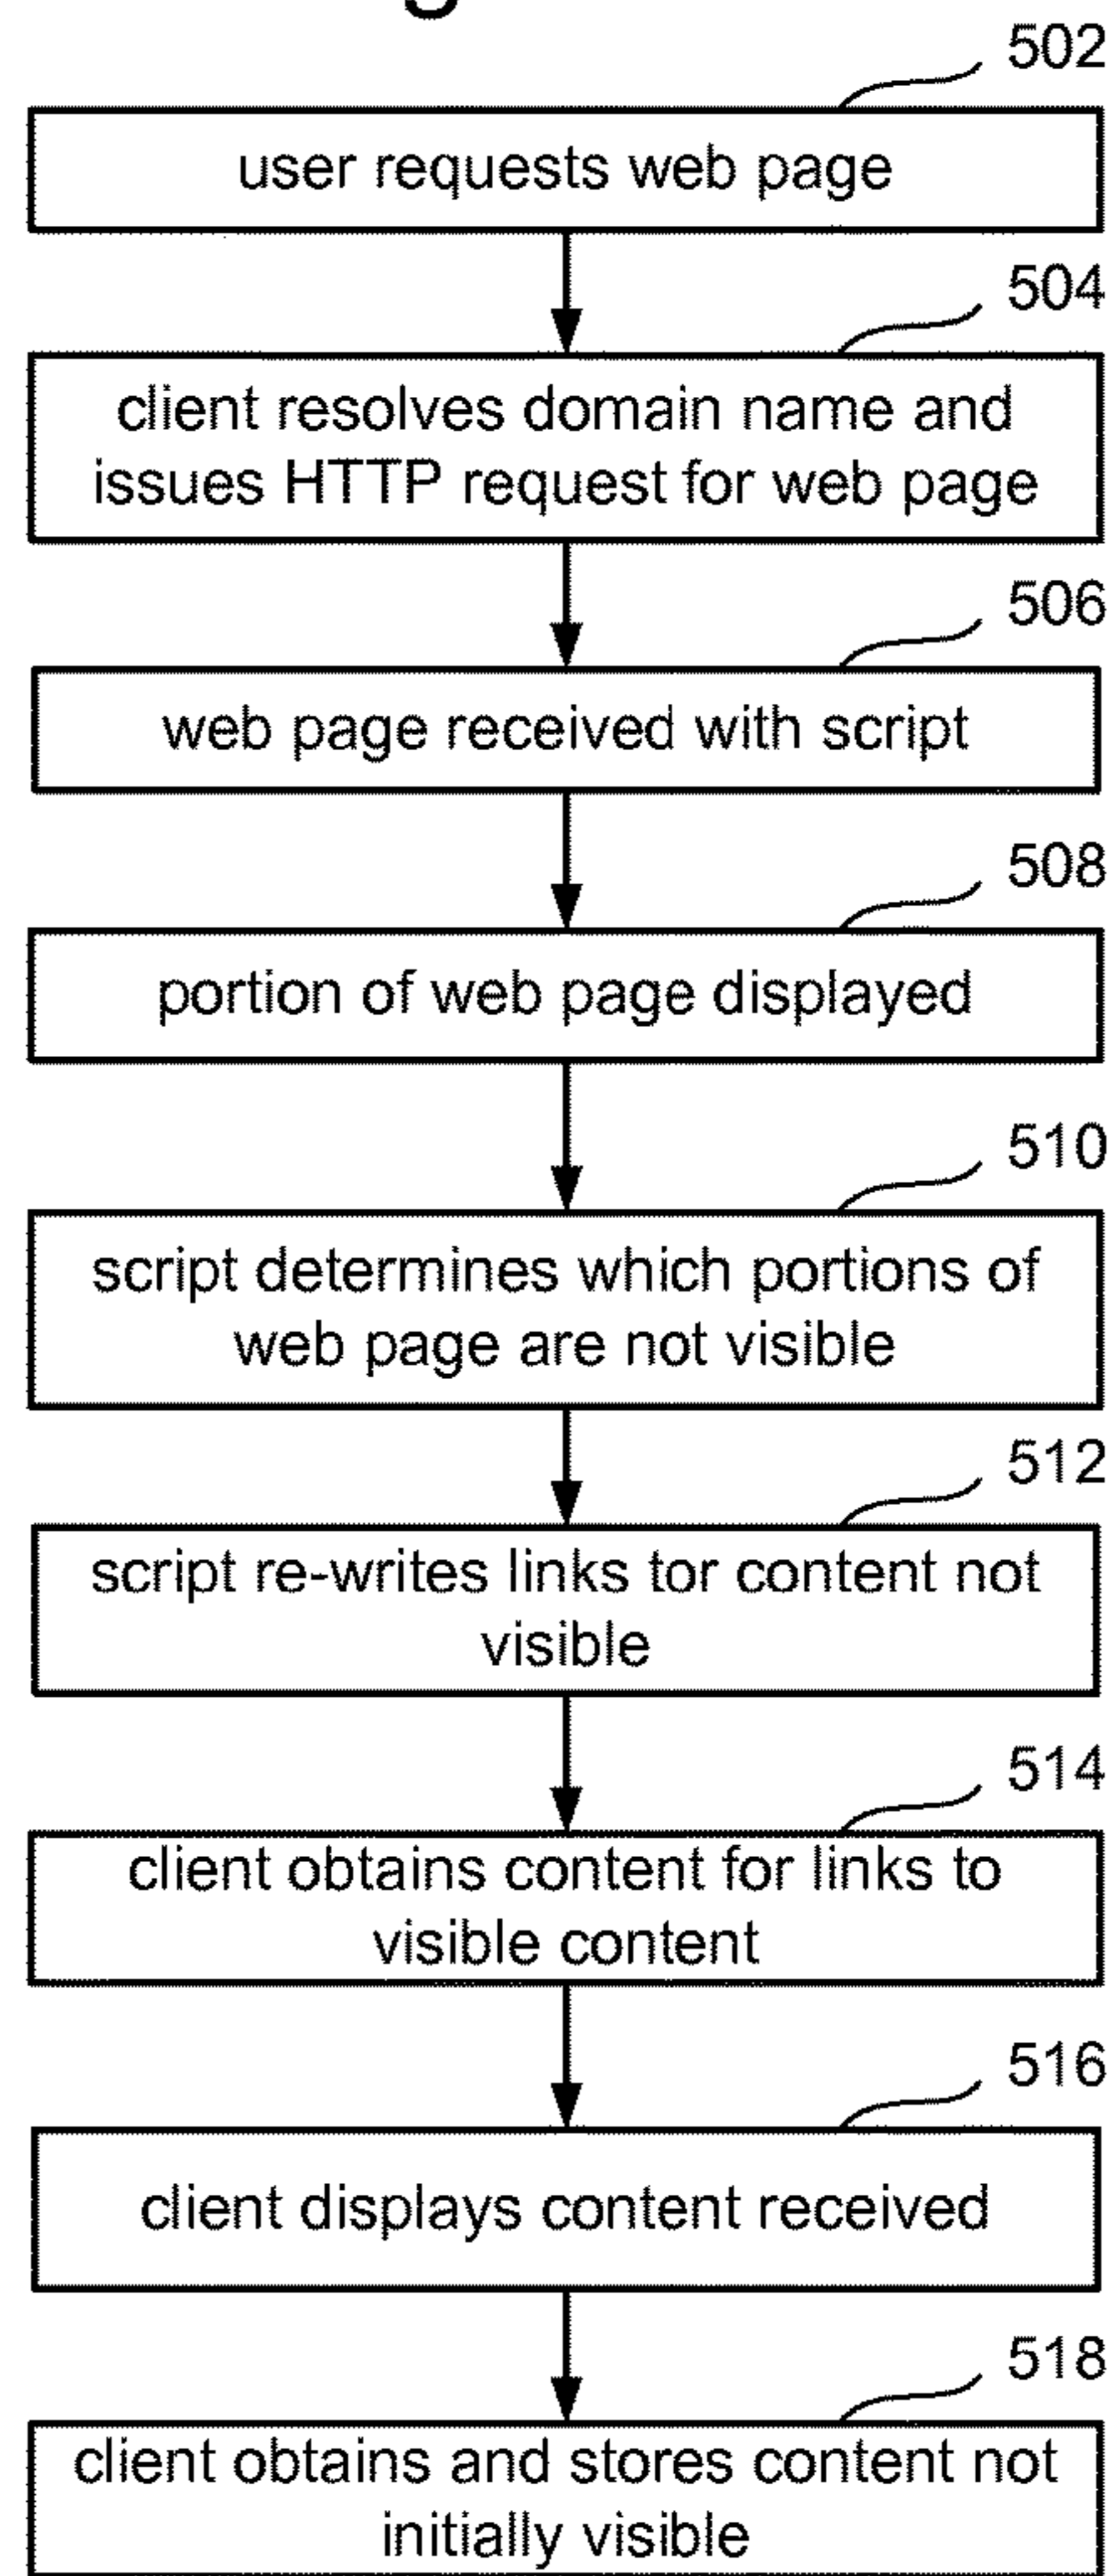 502
user requests web page
504
client resolves domain name and
issues HTTP request for web page
506
web page received with script
508
portion of web page displayed
510
script determines which portions of
web page are not visible
512
script re-writes links tor content not
visible
514
client obtains content for links to
visible content
516
client displays content received
518
client obtains and stores content not
initially visible